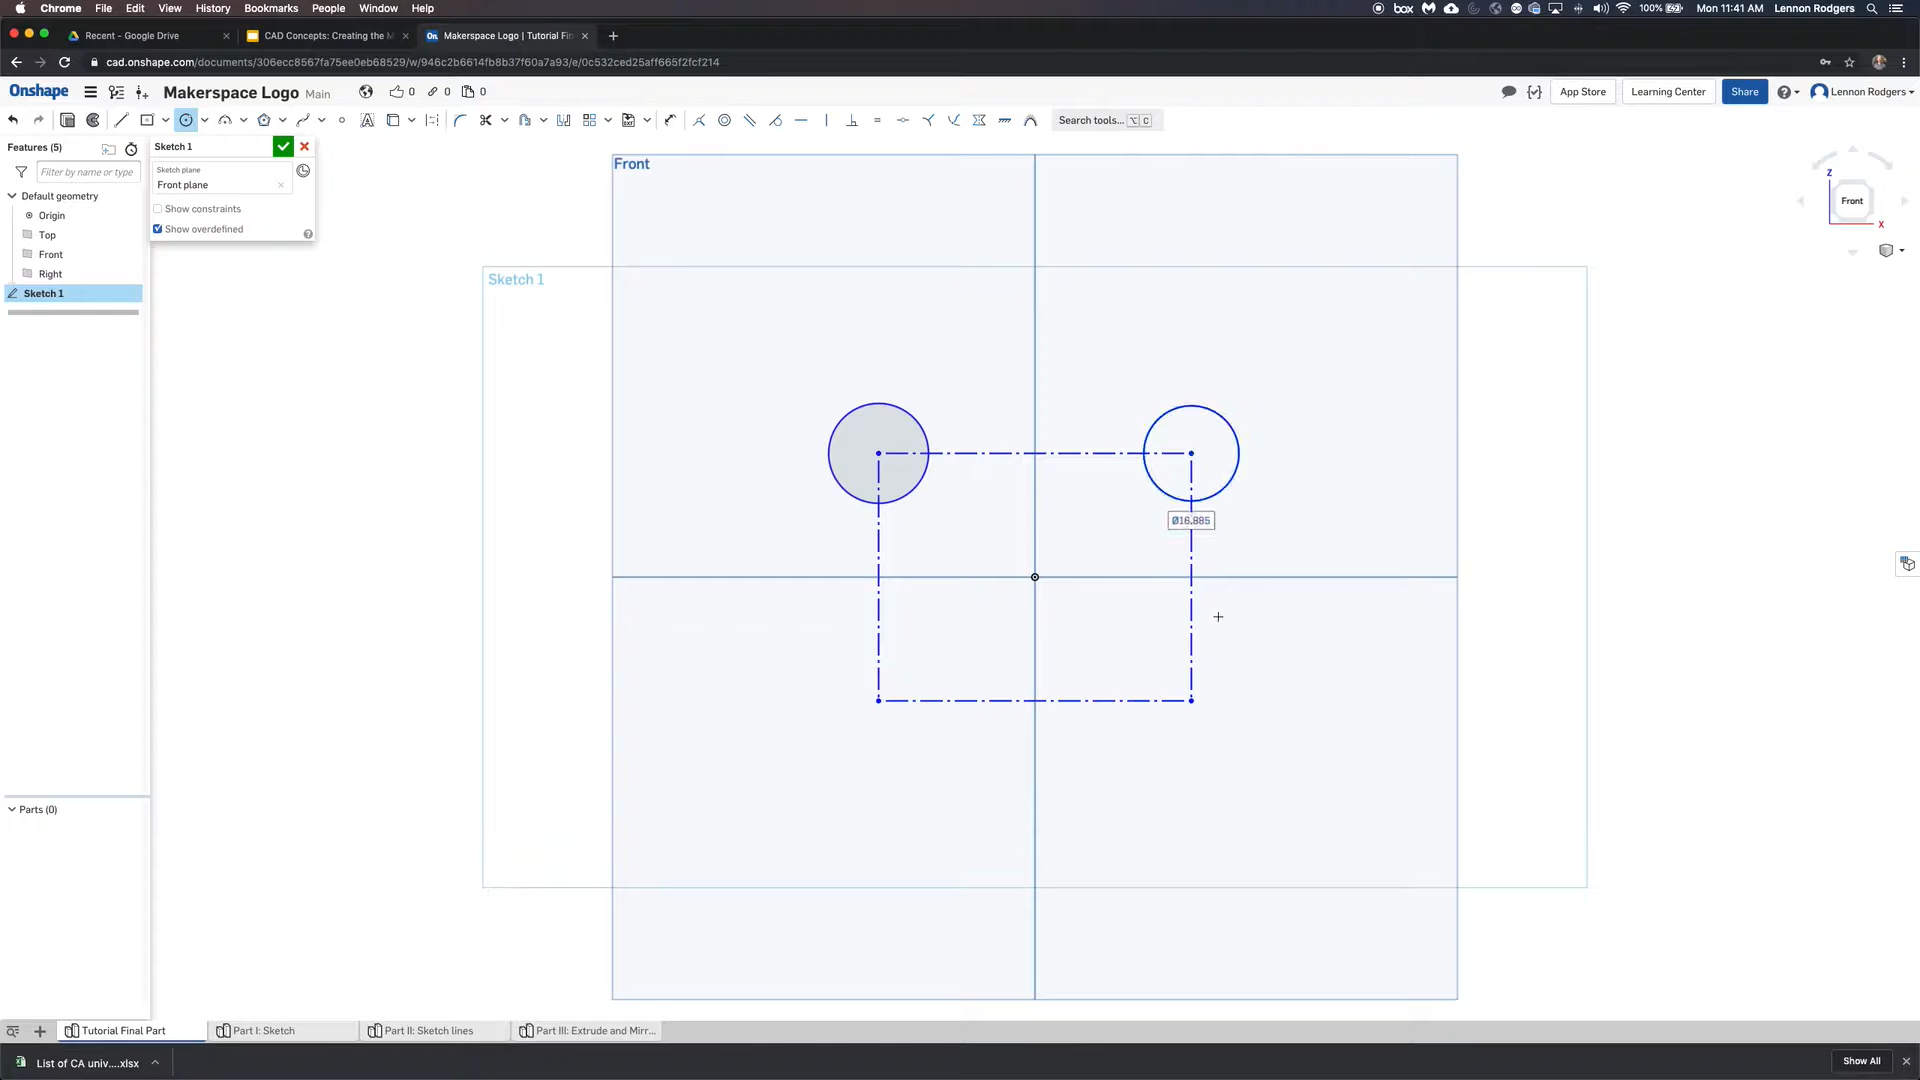 Chrome File Edit View History Bookmarks People Window Help
box 100% Mon 11:41 AM Lennon Rodgers
Recent - Google Drive
CAD Concepts: Creating the M
Makerspace Logo | Tutorial Fin
cad.onshape.com/documents/306ecc8567fa75ee0eb68529/w/946c2b6614fb8b37f60a7a93/e/0c532ced25aff665f2fcf214
Onshape Makerspace Logo Main 0 0 0
App Store Learning Center Share Lennon Rodgers
Search tools... ⌥ C
Features (5)
Filter by name or type
Default geometry
Origin
Top
Front
Right
Sketch 1
Parts (0)
Sketch 1
Sketch plane
Front plane
Show constraints
Show overdefined
Front
Sketch 1
Ø16.885
Z
Front
X
Tutorial Final Part
Part I: Sketch
Part II: Sketch lines
Part III: Extrude and Mirr...
List of CA univ....xlsx
Show All